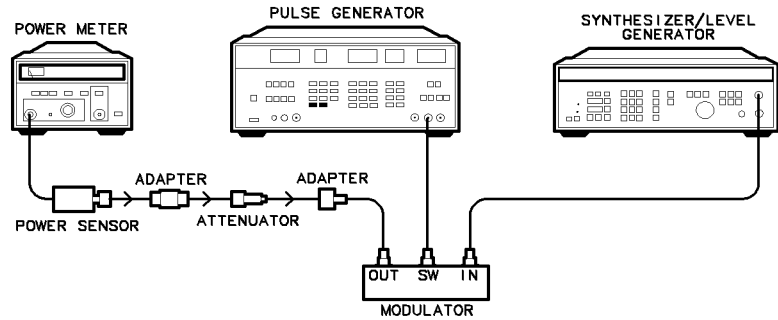 POWER METER
PULSE GENERATOR
SYNTHESIZER/LEVEL
GENERATOR
ADAPTER
ADAPTER
POWER SENSOR
ATTENUATOR
OUT SW IN
MODULATOR